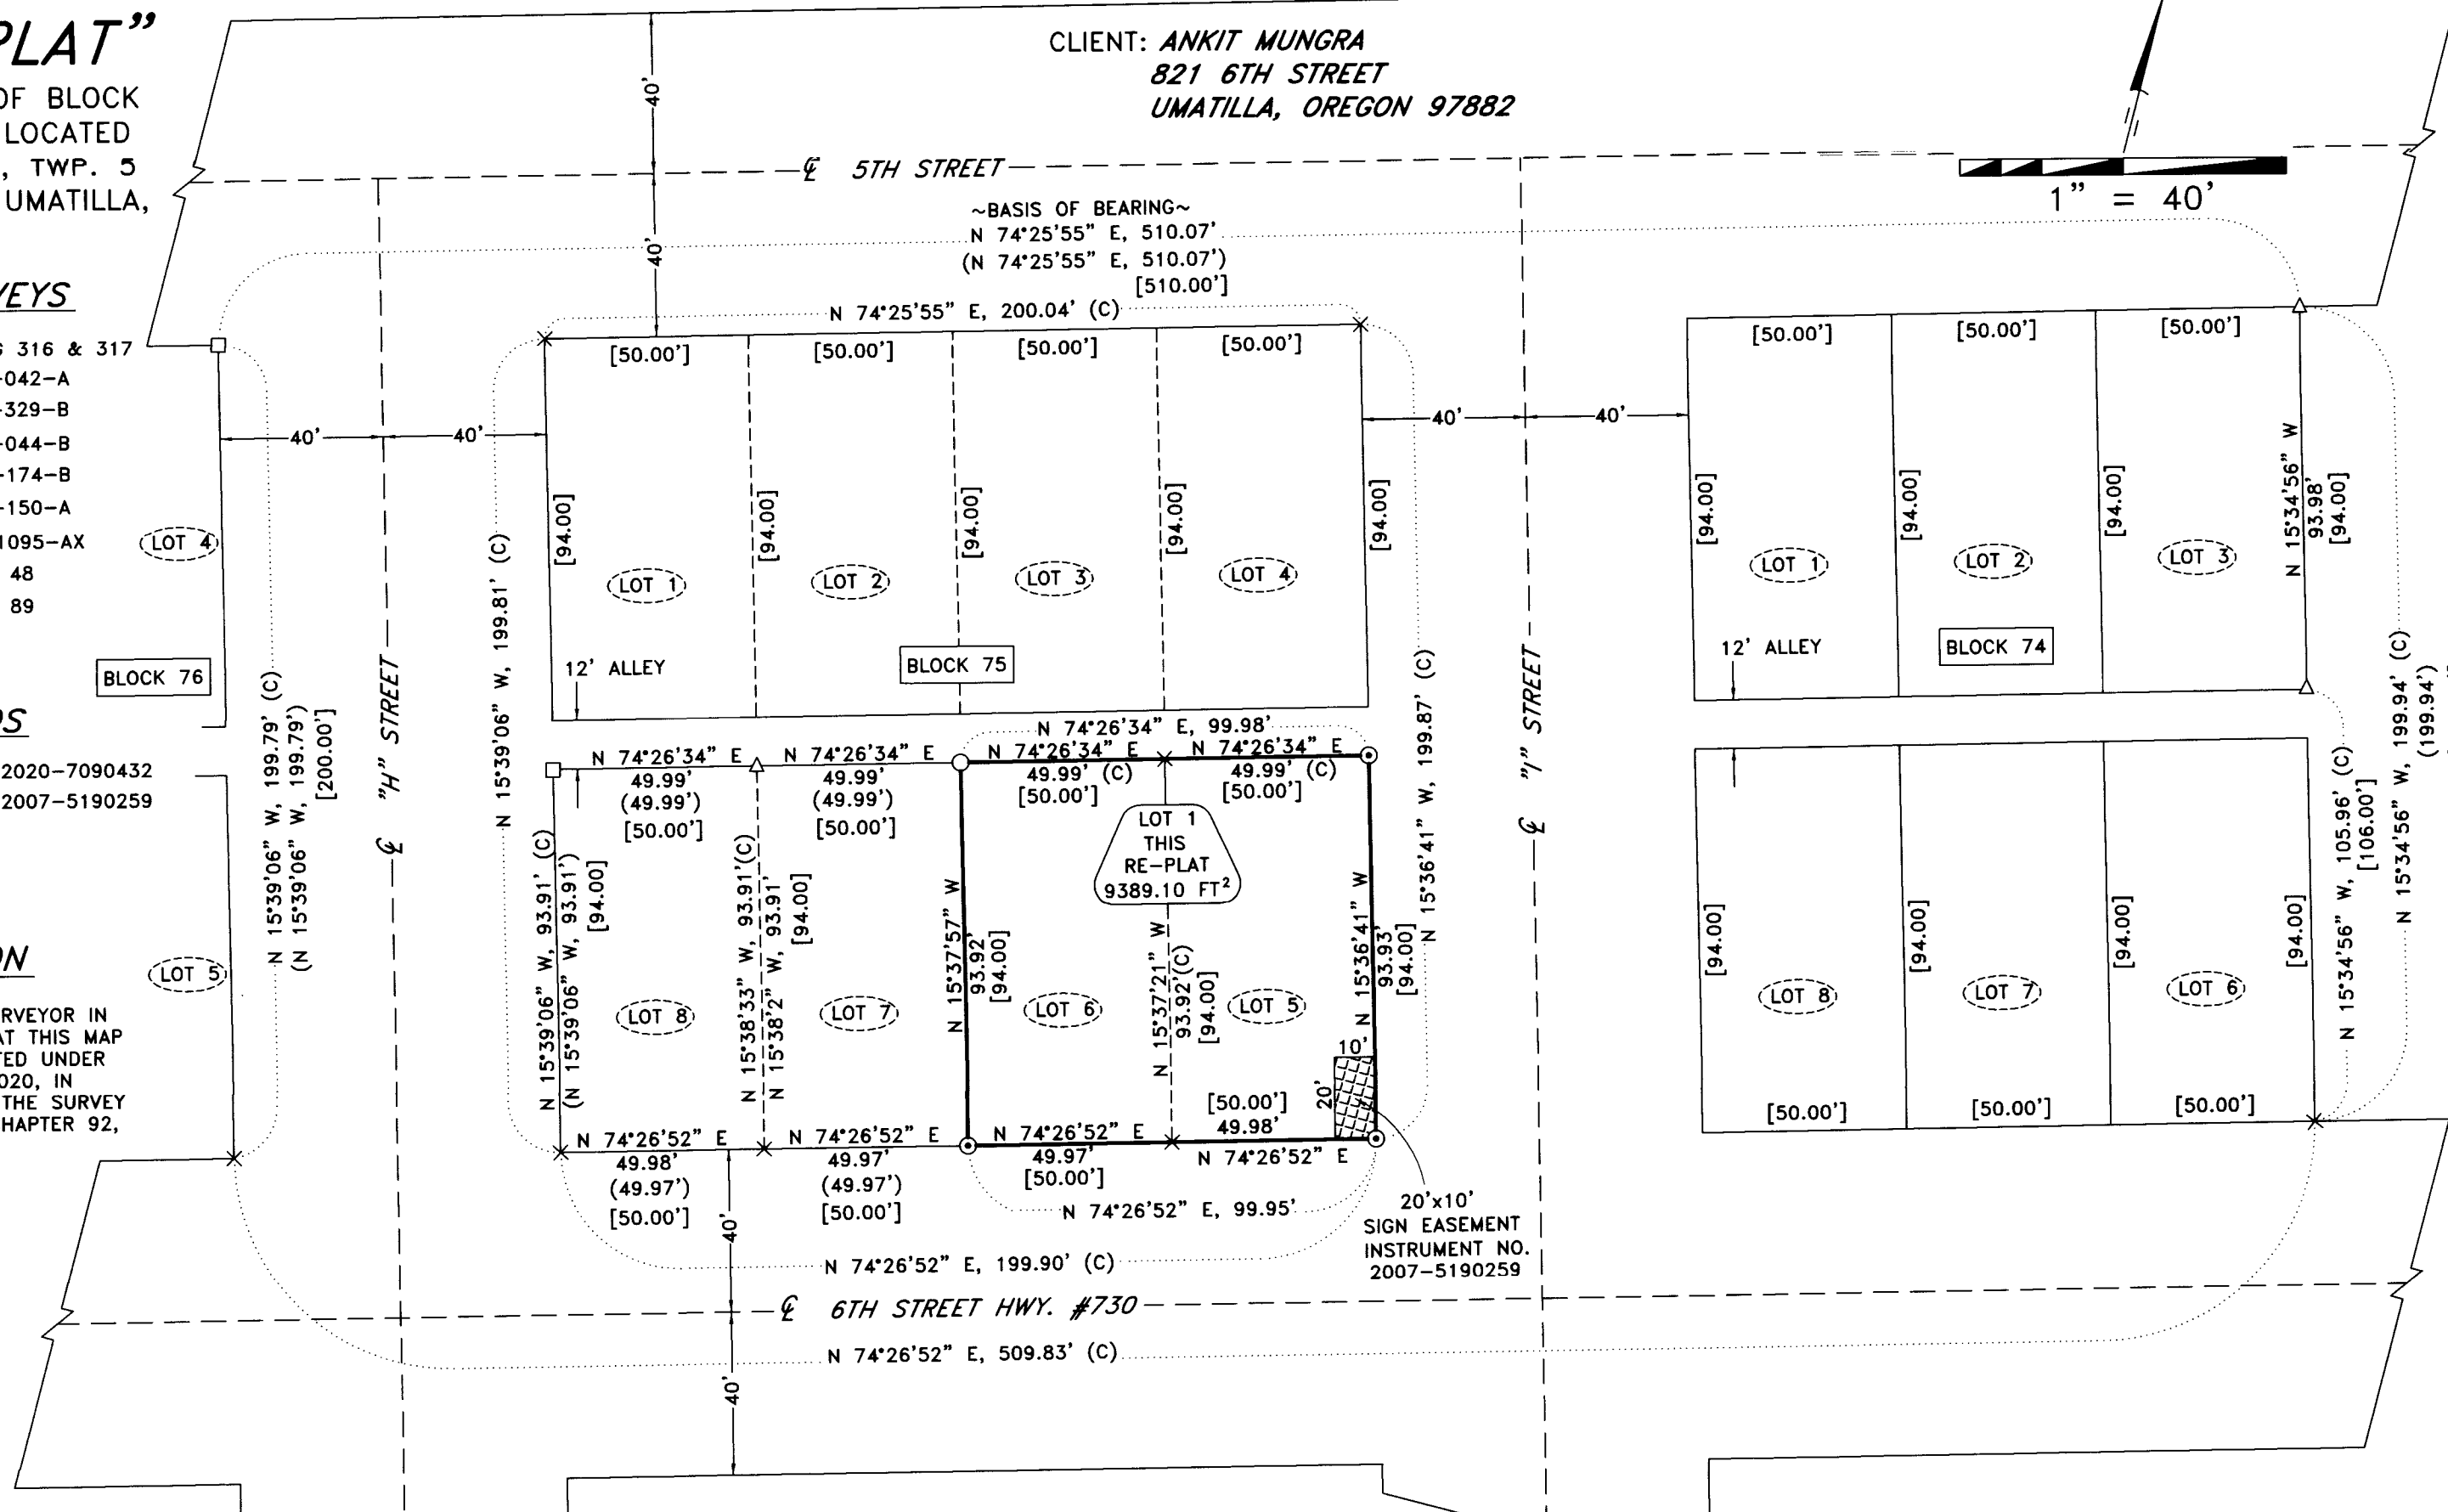 PLAT"
OF BLOCK
LOCATED
, TWP. 5
UMATILLA,
VEYS
316 & 317
-042-A
-329-B
-044-B
-174-B
-150-A
1095-AX
48
89
2020-7090432
2007-5190259
ON
RVEYOR IN
AT THIS MAP
TED UNDER
020, IN
THE SURVEY
HAPTER 92,
CLIENT: ANKIT MUNGRA
821 6TH STREET
UMATILLA, OREGON 97882
1" = 40'
40'
40'
℄ 5TH STREET
~BASIS OF BEARING~
N 74°25'55" E, 510.07'
(N 74°25'55" E, 510.07')
[510.00']
N 74°25'55" E, 200.04' (C)
[50.00']
[50.00']
[50.00']
[50.00']
[50.00']
[50.00']
[50.00']
40'
40'
40'
40'
[94.00]
[94.00]
[94.00]
[94.00]
[94.00]
[94.00]
[94.00]
[94.00]
N 15°34'56" W
93.98'
[94.00]
LOT 4
LOT 1
LOT 2
LOT 3
LOT 4
LOT 1
LOT 2
LOT 3
BLOCK 76
12' ALLEY
BLOCK 75
12' ALLEY
BLOCK 74
N 15°39'06" W, 199.79' (C)
(N 15°39'06" W, 199.79')
[200.00']
℄ "H" STREET
N 15°39'06" W, 199.81' (C)
N 15°36'41" W, 199.87' (C)
℄ "I" STREET
N 15°34'56" W, 105.96' (C)
[106.00']
N 15°34'56" W, 199.94' (C)
(199.94')
N 74°26'34" E, 99.98'
N 74°26'34" E
49.99'
(49.99')
[50.00']
N 74°26'34" E
49.99'
(49.99')
[50.00']
N 74°26'34" E
49.99' (C)
[50.00']
N 74°26'34" E
49.99' (C)
[50.00']
LOT 1
THIS
RE-PLAT
9389.10 FT²
N 15°39'06" W, 93.91' (C)
(N 15°39'06" W, 93.91')
[94.00]
N 15°38'33" W, 93.91'(C)
N 15°38'2" W, 93.91'
[94.00]
N 15°37'57" W
93.92'
[94.00]
N 15°37'21" W
93.92'(C)
[94.00]
N 15°36'41" W
93.93'
[94.00]
[94.00]
[94.00]
[94.00]
[94.00]
LOT 5
LOT 8
LOT 7
LOT 6
LOT 5
LOT 8
LOT 7
LOT 6
10'
20'
[50.00']
49.98'
N 74°26'52" E
[50.00']
[50.00']
[50.00']
N 74°26'52" E
49.98'
(49.97')
[50.00']
N 74°26'52" E
49.97'
(49.97')
[50.00']
N 74°26'52" E
49.97'
[50.00']
N 74°26'52" E, 99.95'
20'x10'
SIGN EASEMENT
INSTRUMENT NO.
2007-5190259
N 74°26'52" E, 199.90' (C)
40'
℄ 6TH STREET HWY. #730
N 74°26'52" E, 509.83' (C)
40'